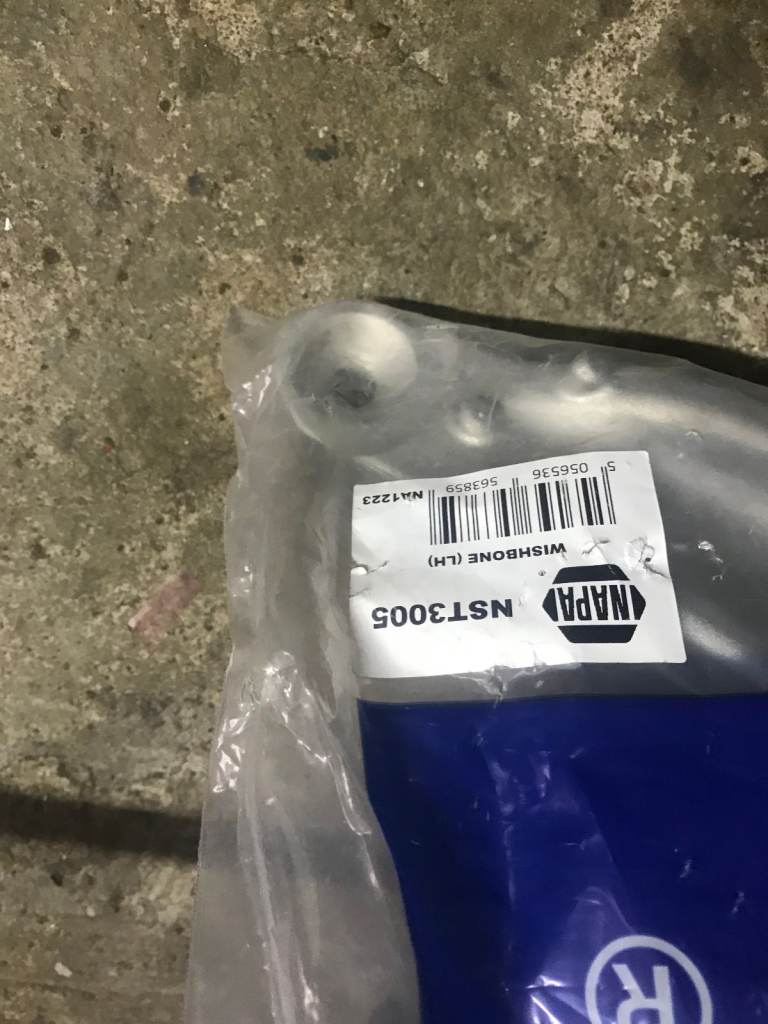 NAPA ® NST3005
WISHBONE (LH)
5 056536 563859 NA1223
®